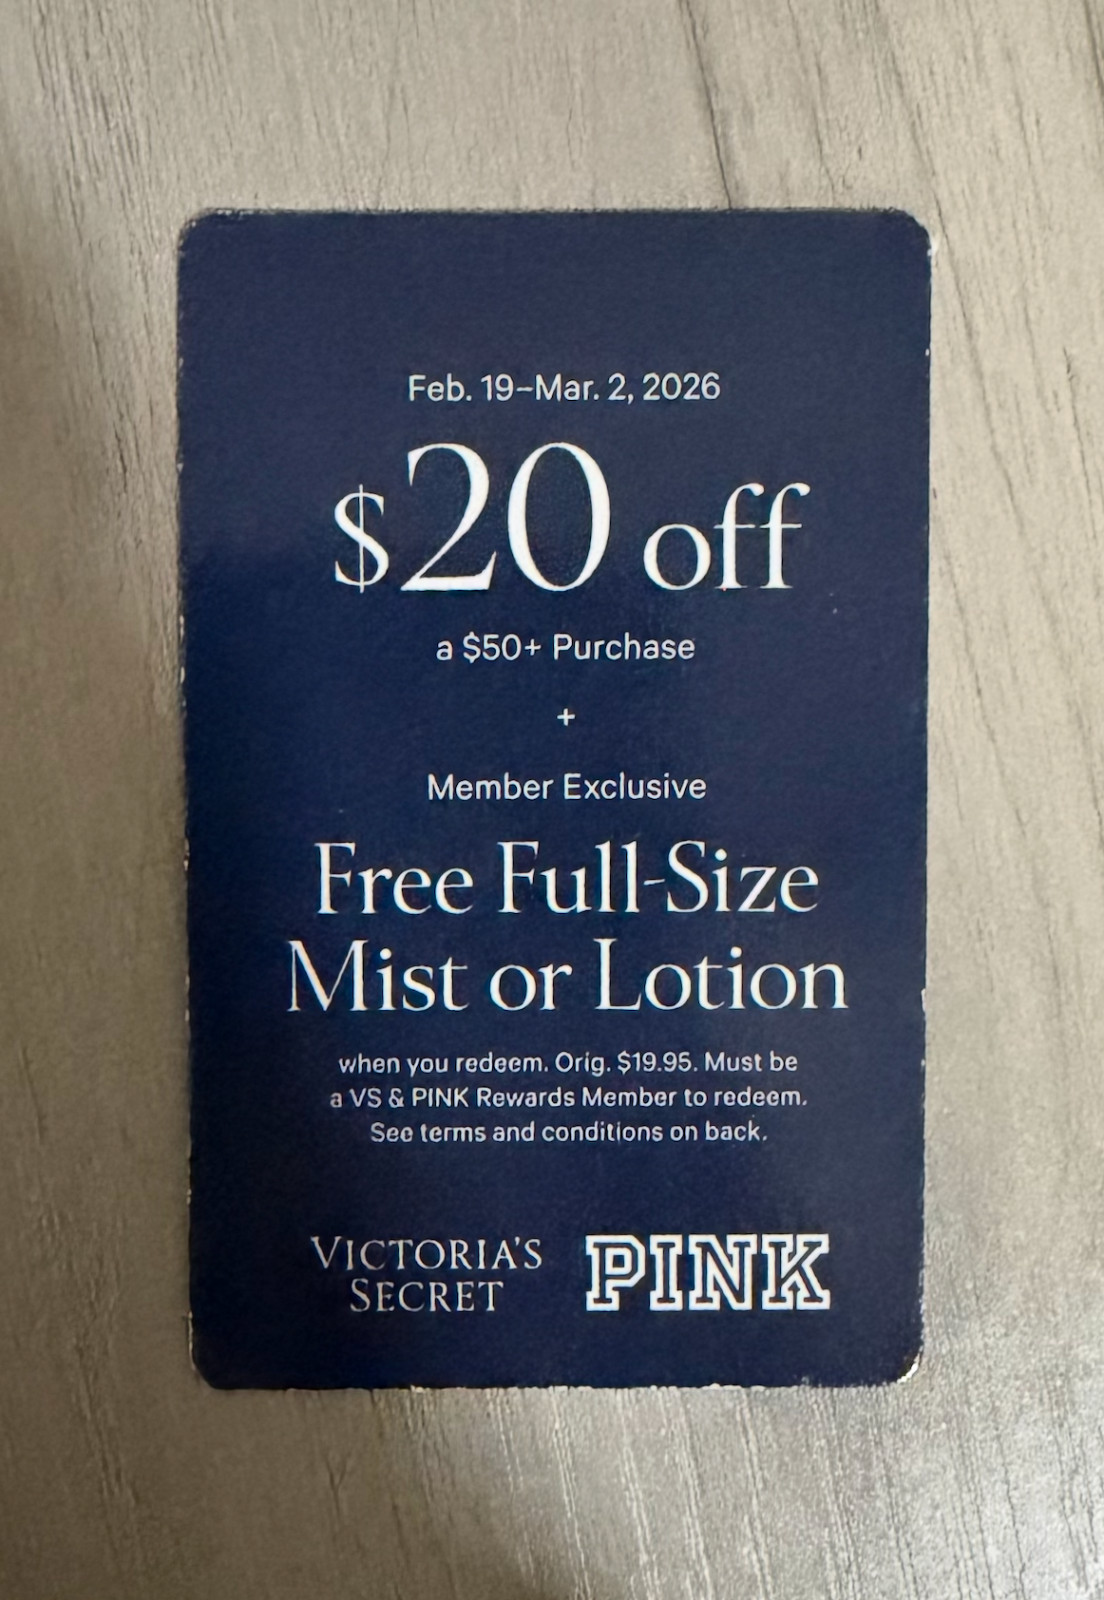 Feb. 19–Mar. 2, 2026
$20 off
a $50+ Purchase
+
Member Exclusive
Free Full-Size
Mist or Lotion
when you redeem. Orig. $19.95. Must be
a VS & PINK Rewards Member to redeem.
See terms and conditions on back.
VICTORIA'S
SECRET
PINK